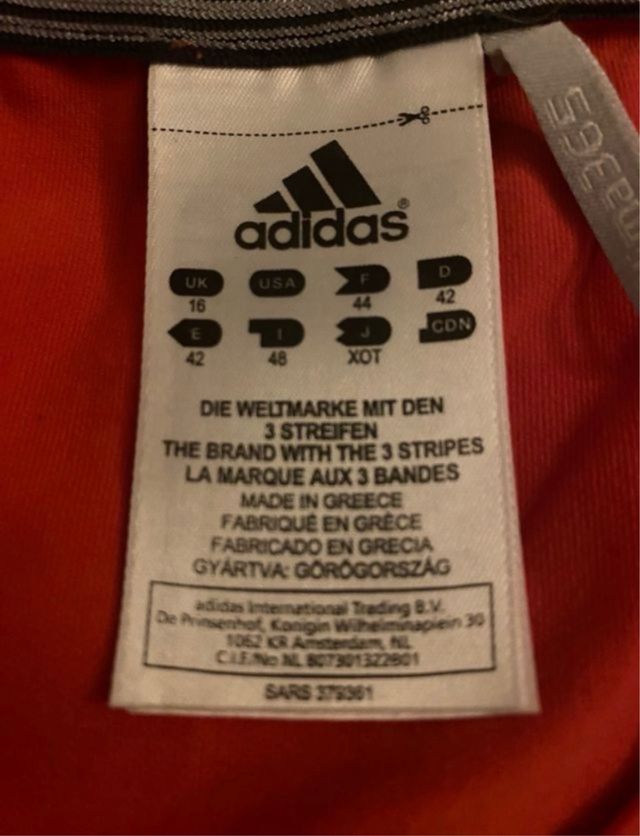 adidas®
UK USA F D
16 44 42
E I J CDN
42 48 XOT
DIE WELTMARKE MIT DEN
3 STREIFEN
THE BRAND WITH THE 3 STRIPES
LA MARQUE AUX 3 BANDES
MADE IN GREECE
FABRIQUÉ EN GRÈCE
FABRICADO EN GRECIA
GYÁRTVA: GÖRÖGORSZÁG
adidas International Trading B.V.
De Prinsenhof, Konigin Wilhelminaplein 30
1062 KR Amsterdam, NL
C.I.E/No NL 807301322B01
SARS 379361